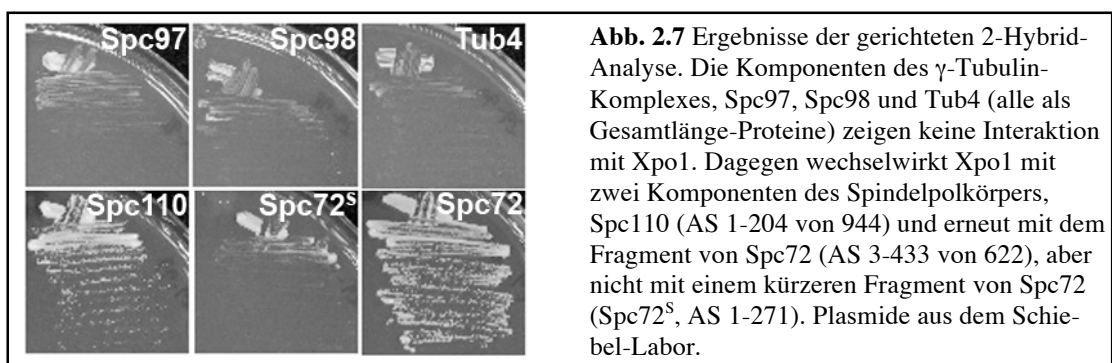 Spc97 Spc98 Tub4
Spc110 Spc72ˢ Spc72
Abb. 2.7 Ergebnisse der gerichteten 2-Hybrid-
Analyse. Die Komponenten des γ-Tubulin-
Komplexes, Spc97, Spc98 und Tub4 (alle als
Gesamtlänge-Proteine) zeigen keine Interaktion
mit Xpo1. Dagegen wechselwirkt Xpo1 mit
zwei Komponenten des Spindelpolkörpers,
Spc110 (AS 1-204 von 944) und erneut mit dem
Fragment von Spc72 (AS 3-433 von 622), aber
nicht mit einem kürzeren Fragment von Spc72
(Spc72ˢ, AS 1-271). Plasmide aus dem Schie-
bel-Labor.